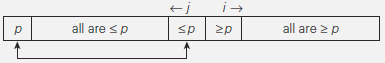 ← j i →
p all are ≤ p ≤ p ≥ p all are ≥ p